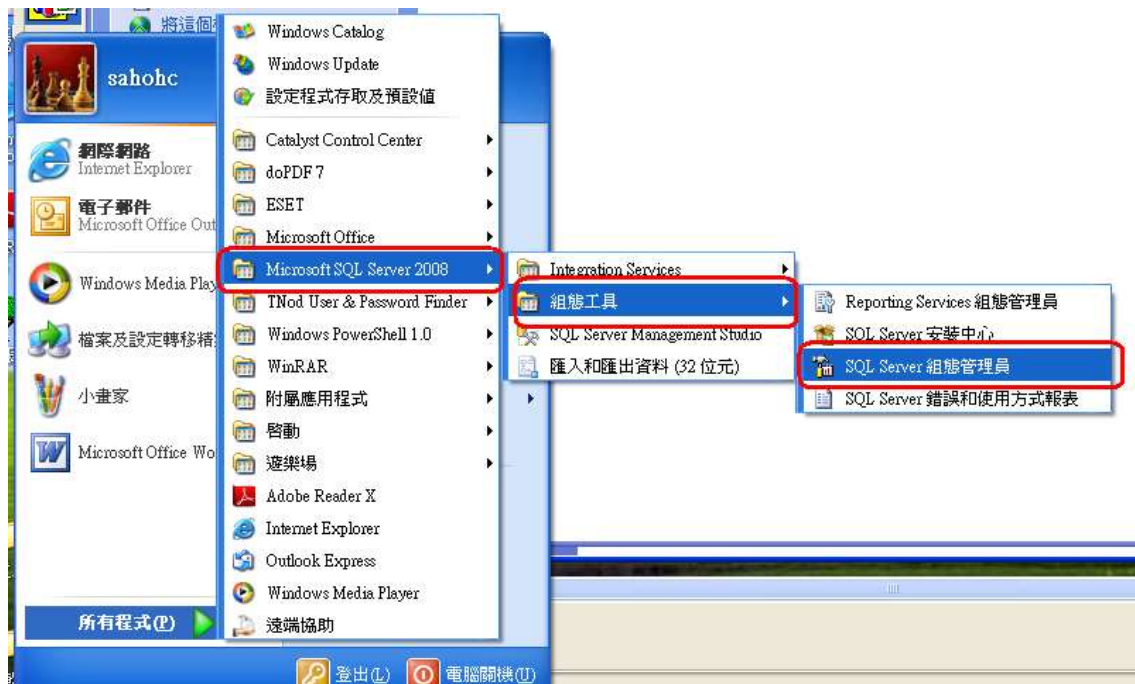 將這個
sahohc
網際網路
Internet Explorer
電子郵件
Microsoft Office Out
Windows Media Play
檔案及設定轉移精
小畫家
Microsoft Office Wo
所有程式(P)
Windows Catalog
Windows Update
設定程式存取及預設值
Catalyst Control Center
doPDF 7
ESET
Microsoft Office
Microsoft SQL Server 2008
TNod User & Password Finder
Windows PowerShell 1.0
WinRAR
附屬應用程式
啓動
遊樂場
Adobe Reader X
Internet Explorer
Outlook Express
Windows Media Player
遠端協助
Integration Services
組態工具
SQL Server Management Studio
匯入和匯出資料 (32 位元)
Reporting Services 組態管理員
SQL Server 安裝中心
SQL Server 組態管理員
SQL Server 錯誤和使用方式報表
登出(L)
電腦關機(U)